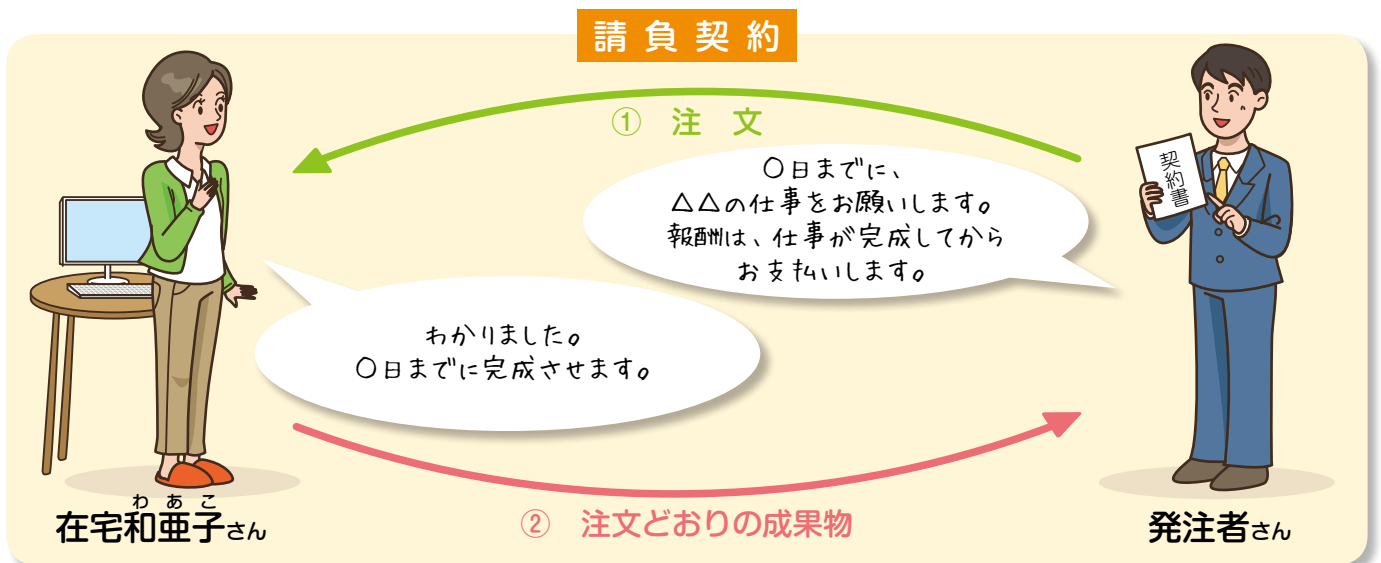 請負契約
① 注文
〇日までに、
△△の仕事をお願いします。
報酬は、仕事が完成してから
お支払いします。
契約書
わかりました。
〇日までに完成させます。
② 注文どおりの成果物
わあこ
在宅和亜子さん
発注者さん